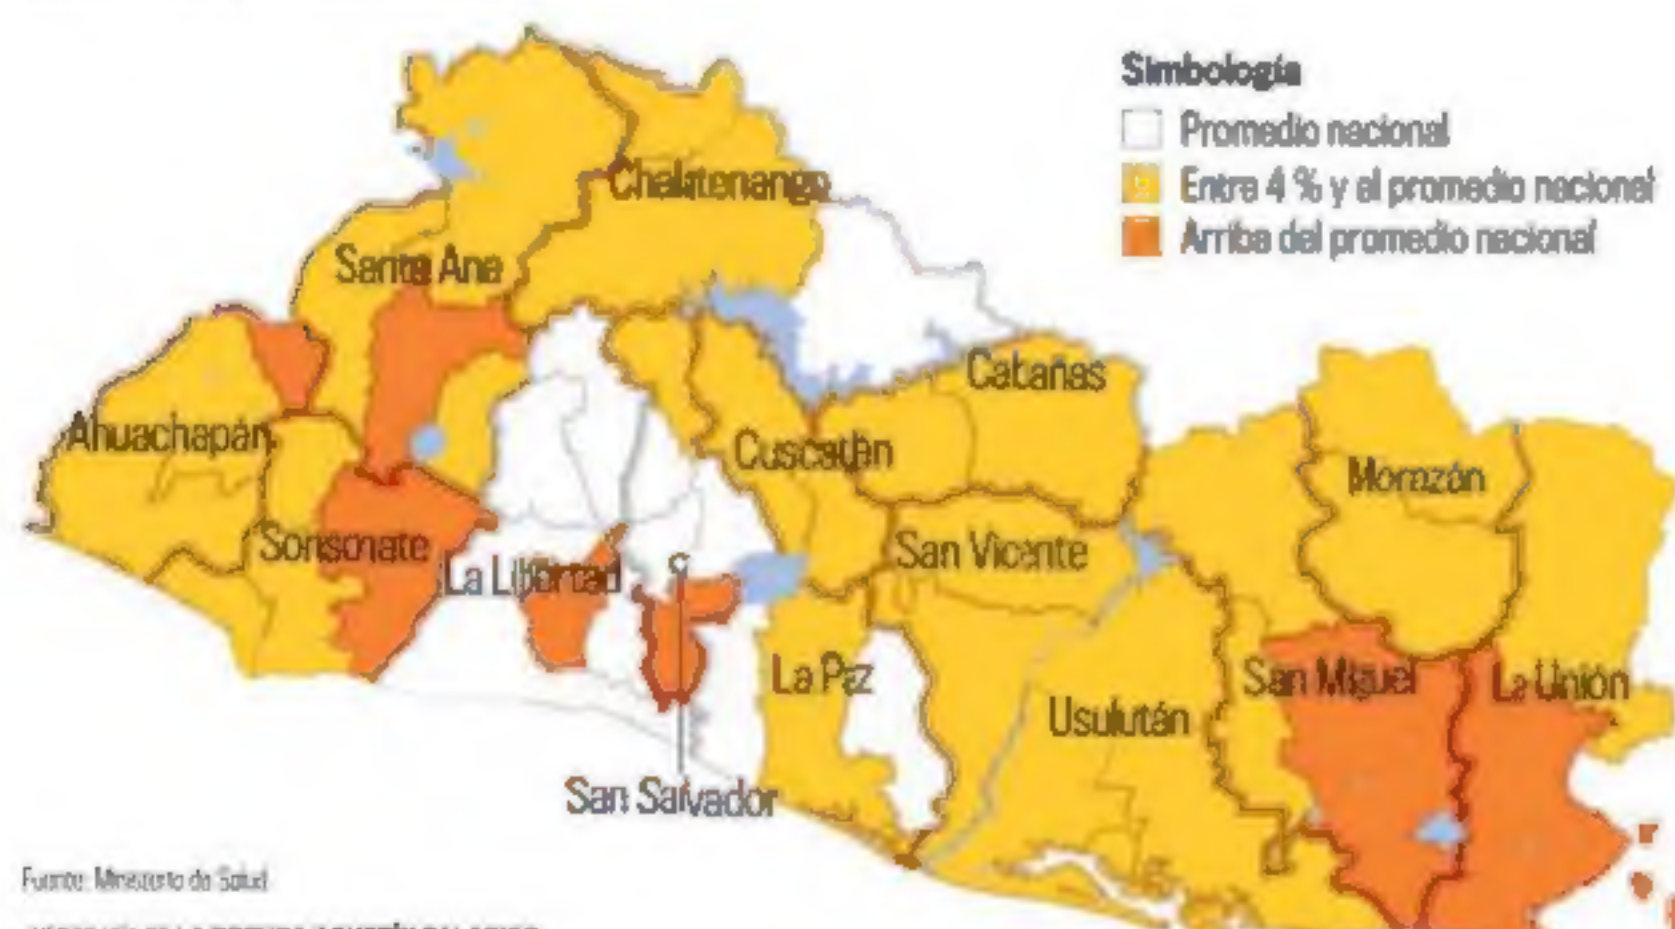 Simbología
Promedio nacional
Entre 4 % y el promedio nacional
Arriba del promedio nacional
Chalatenango
Santa Ana
Cabañas
Ahuachapán
Cuscatlán
Morazán
Sonsonate
La Libertad
San Vicente
La Paz
San Miguel
La Unión
Usulután
San Salvador
Fuente: Ministerio de Salud